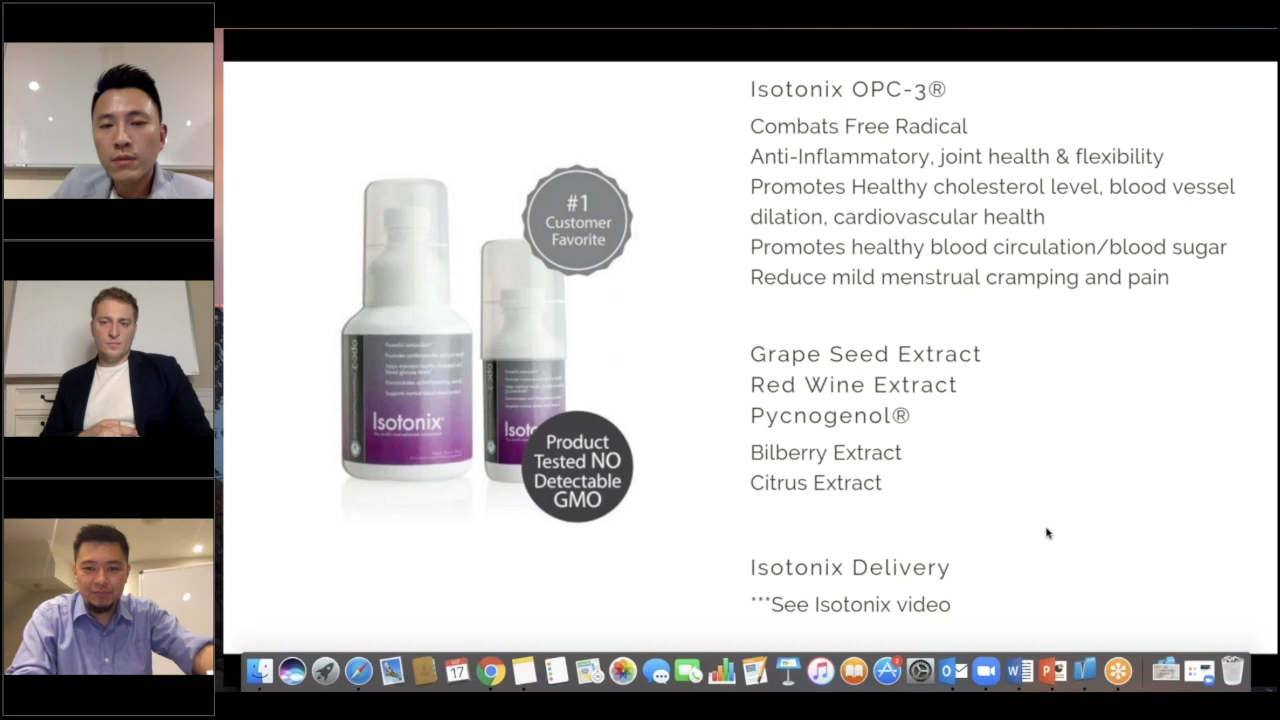 Isotonix OPC-3®
Combats Free Radical
Anti-Inflammatory, joint health & flexibility
Promotes Healthy cholesterol level, blood vessel
dilation, cardiovascular health
Promotes healthy blood circulation/blood sugar
Reduce mild menstrual cramping and pain
Grape Seed Extract
Red Wine Extract
Pycnogenol®
Bilberry Extract
Citrus Extract
Isotonix Delivery
***See Isotonix video
#1
Customer
Favorite
Isotonix
Product
Tested NO
Detectable
GMO
17